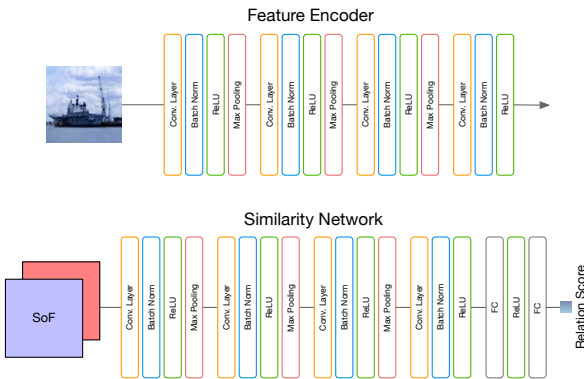 Feature Encoder
Conv. Layer
Batch Norm
ReLU
Max Pooling
Conv. Layer
Batch Norm
ReLU
Max Pooling
Conv. Layer
Batch Norm
ReLU
Max Pooling
Conv. Layer
Batch Norm
ReLU
Similarity Network
SoF
Conv. Layer
Batch Norm
ReLU
Max Pooling
Conv. Layer
Batch Norm
ReLU
Max Pooling
Conv. Layer
Batch Norm
ReLU
Max Pooling
Conv. Layer
Batch Norm
ReLU
FC
ReLU
FC
Relation Score